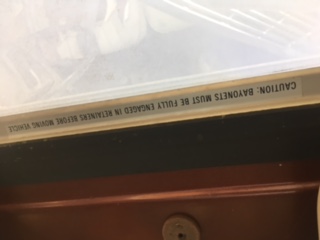 CAUTION: BAYONETS MUST BE FULLY ENGAGED IN RETAINERS BEFORE MOVING VEHICLE